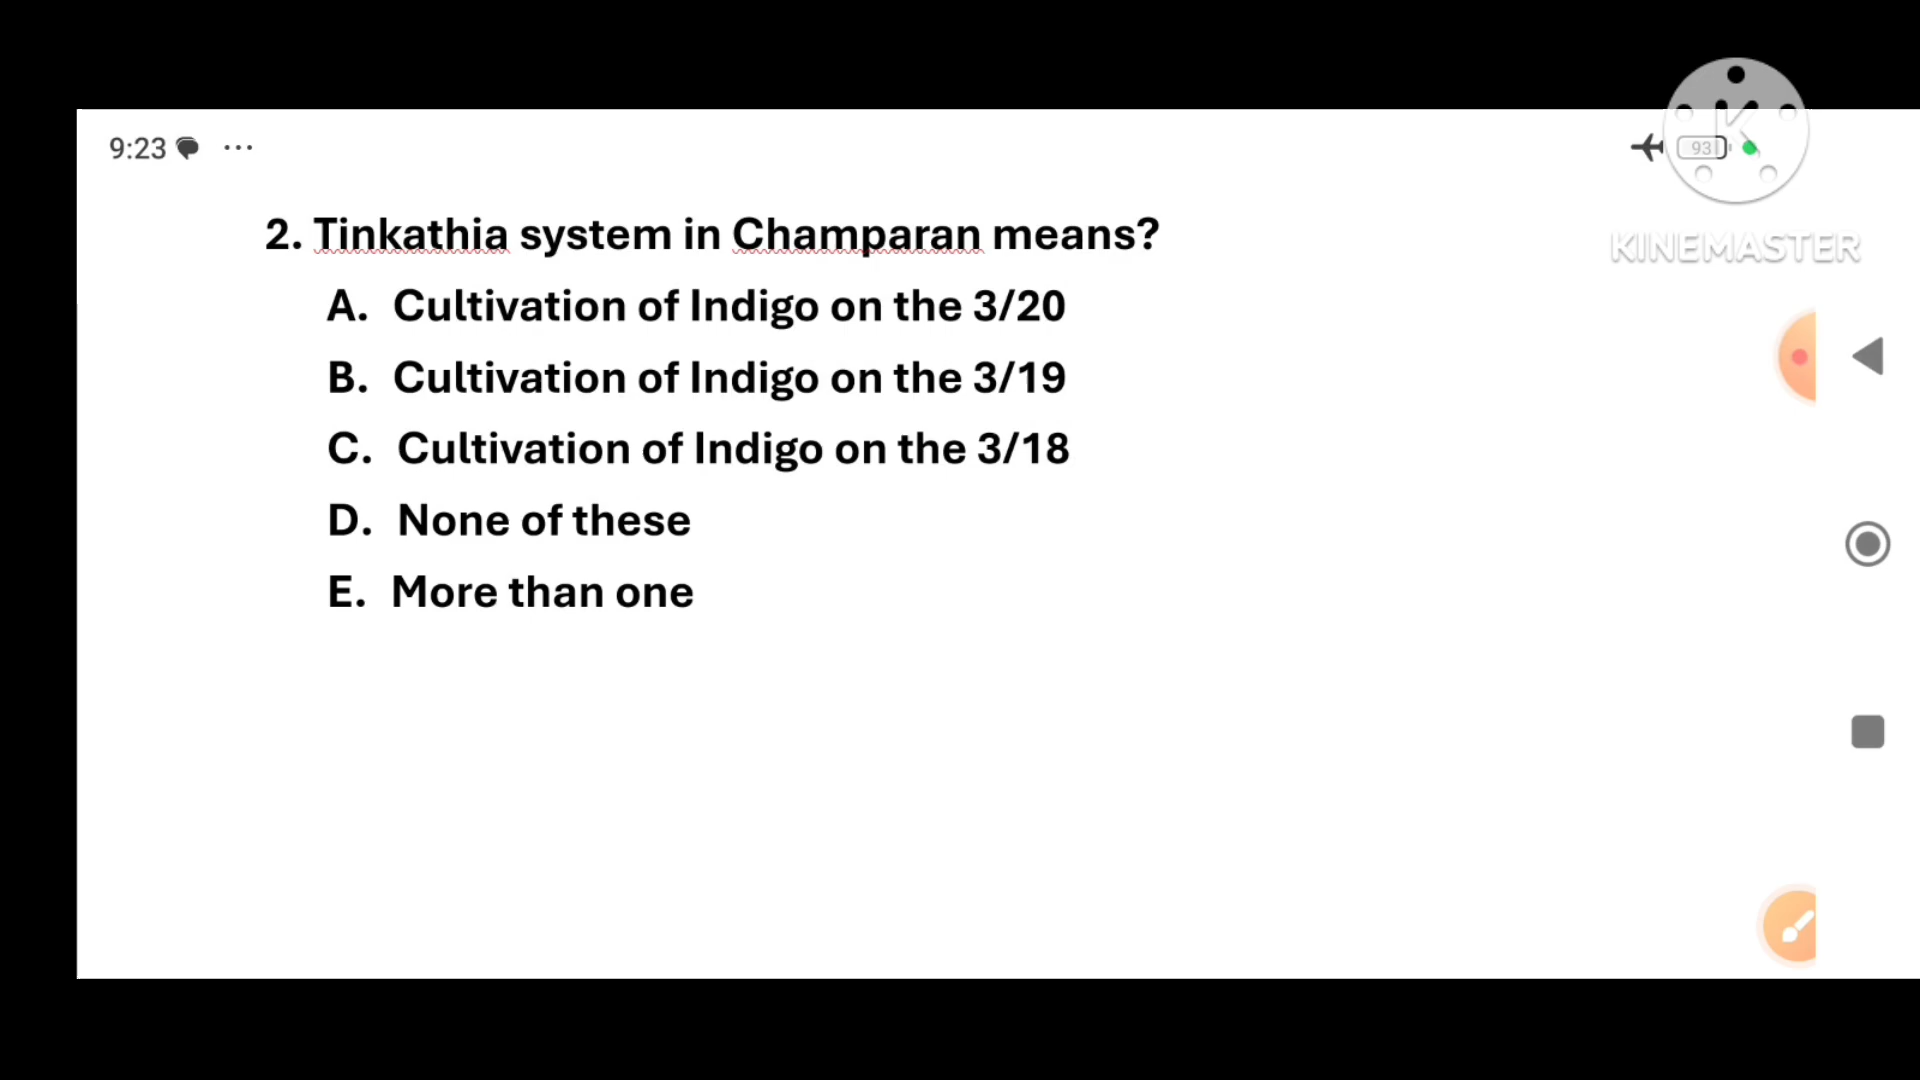 9:23 ...
93
KINEMASTER
2. Tinkathia system in Champaran means?
A. Cultivation of Indigo on the 3/20
B. Cultivation of Indigo on the 3/19
C. Cultivation of Indigo on the 3/18
D. None of these
E. More than one